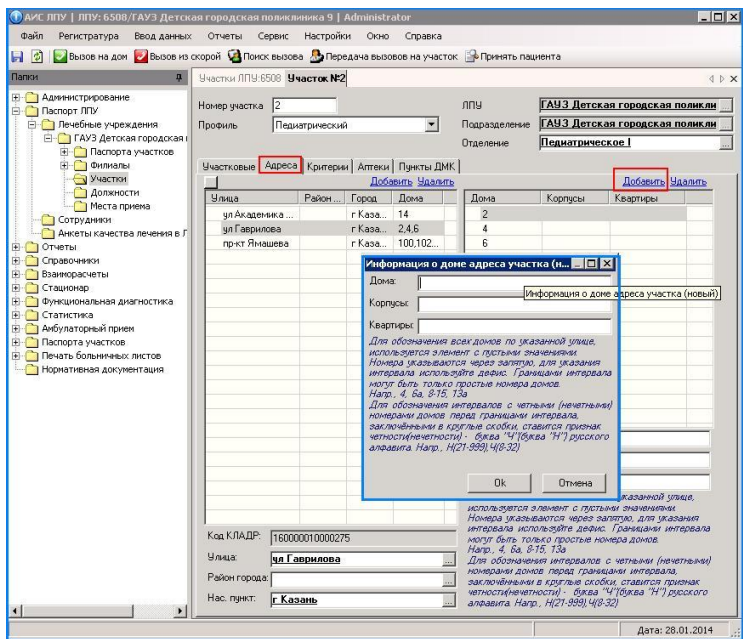 АИС ЛПУ | ЛПУ: 6508/ГАУЗ Детская городская поликлиника 9 | Administrator
Файл Регистратура Ввод данных Отчеты Сервис Настройки Окно Справка
Вызов на дом Вызов из скорой Поиск вызова Передача вызовов на участок Принять пациента
Папки
Администрирование
Паспорт ЛПУ
Лечебные учреждения
ГАУЗ Детская городская
Паспорта участков
Филиалы
Участки
Должности
Места приема
Сотрудники
Анкеты качества лечения в
Отчеты
Справочники
Взаиморасчеты
Стационар
Функциональная диагностика
Статистика
Амбулаторный прием
Паспорта участков
Печать больничных листов
Нормативная документация
Участки ЛПУ:6508 Участок №2
Номер участка 2
Профиль Педиатрический
ЛПУ ГАУЗ Детская городская поликли
Подразделение ГАУЗ Детская городская поликли
Отделение Педиатрическое I
Участковые Адреса Критерии Аптеки Пункты ДМК
Добавить Удалить
Улица Район ... Город Дома
ул Академика ... г Каза... 14
ул Гаврилова г Каза... 2,4,6
пр-кт Ямашева г Каза... 100,102...
Добавить Удалить
Дома Корпусы Квартиры
2
4
6
Информация о доме адреса участка (н...
Дома:
Информация о доме адреса участка (новый)
Корпусы:
Квартиры:
Для обозначения всех домов по указанной улице,
используется элемент с пустыми значениями.
Номера указываются через запятую, для указания
интервала используйте дефис. Границами интервала
могут быть только простые номера домов.
Напр., 4, 6а, 8-15, 13а
Для обозначения интервалов с четными (нечетными)
номерами домов перед границами интервала,
заключёнными в круглые скобки, ставится признак
четности(нечетности) - буква "Ч"(буква "Н") русского
алфавита. Напр., Н(21-999),Ч(8-32)
Ok Отмена
указанной улице,
используется элемент с пустыми значениями.
Номера указываются через запятую, для указания
интервала используйте дефис. Границами интервала
могут быть только простые номера домов.
Напр., 4, 6а, 8-15, 13а
Для обозначения интервалов с четными (нечетными)
номерами домов перед границами интервала,
заключёнными в круглые скобки, ставится признак
четности(нечетности) - буква "Ч"(буква "Н") русского
алфавита. Напр., Н(21-999),Ч(8-32)
Код КЛАДР: 160000010000275
Улица: ул Гаврилова
Район города:
Нас. пункт: г Казань
Дата: 28.01.2014